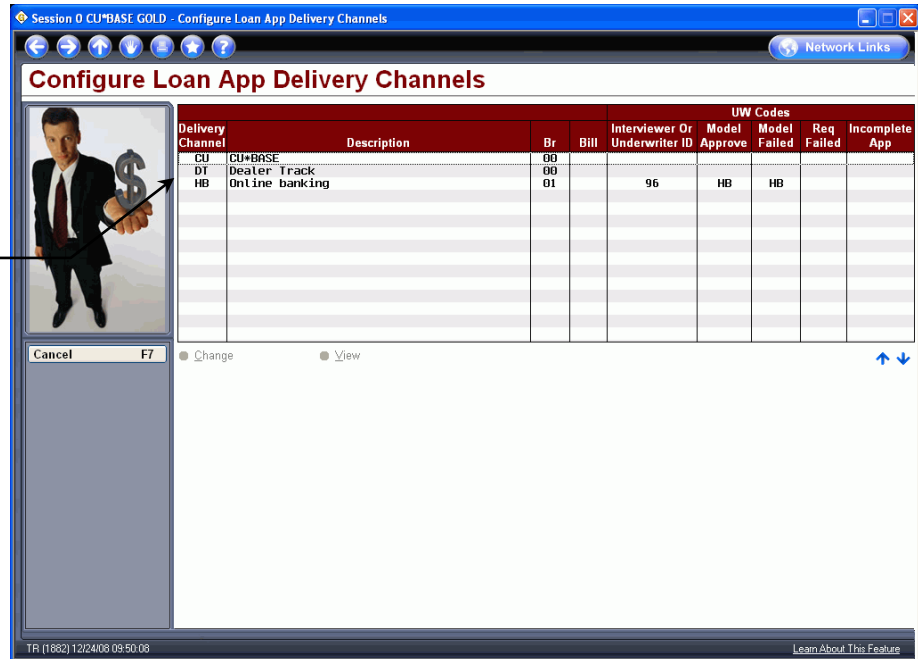 Session 0 CU*BASE GOLD - Configure Loan App Delivery Channels
Network Links
Configure Loan App Delivery Channels
UW Codes
Delivery Channel Description Br Bill Interviewer Or Underwriter ID Model Approve Model Failed Req Failed Incomplete App
CU CU*BASE 00
DT Dealer Track 00
HB Online banking 01 96 HB HB
Cancel F7 Change View
TR (1882) 12/24/08 09:50:08 Learn About This Feature